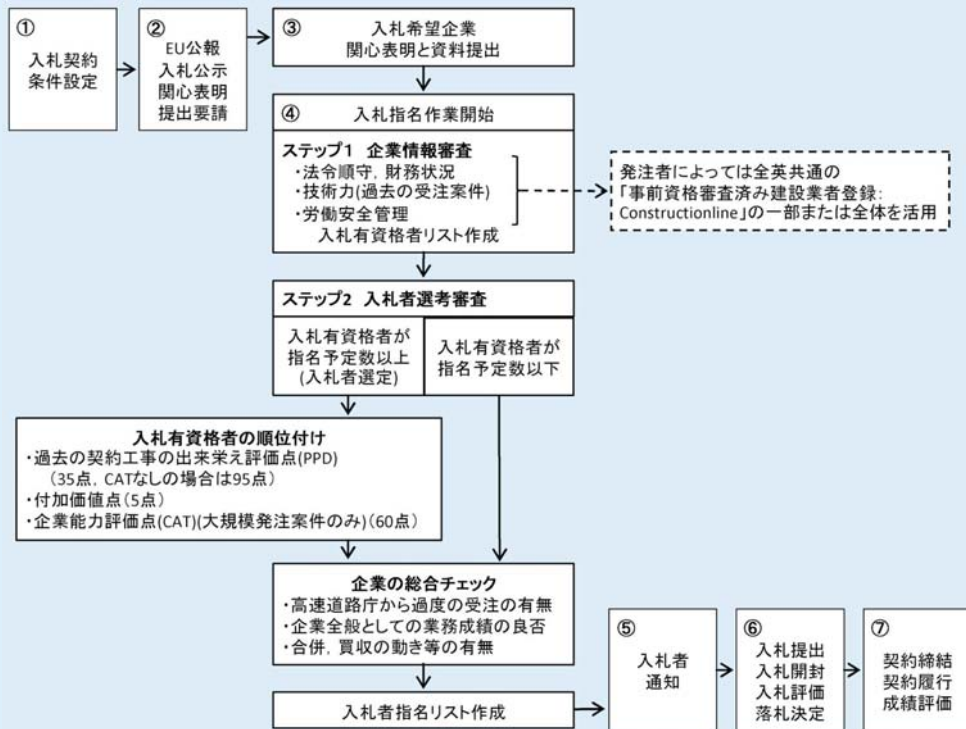 ①
入札契約
条件設定
②
EU公報
入札公示
関心表明
提出要請
③
入札希望企業
関心表明と資料提出
④
入札指名作業開始
ステップ1 企業情報審査
・法令順守，財務状況
・技術力(過去の受注案件)
・労働安全管理
入札有資格者リスト作成
発注者によっては全英共通の
「事前資格審査済み建設業者登録：
Constructionline」の一部または全体を活用
ステップ2 入札者選考審査
入札有資格者が
指名予定数以上
(入札者選定)
入札有資格者が
指名予定数以下
入札有資格者の順位付け
・過去の契約工事の出来栄え評価点(PPD)
（35点，CATなしの場合は95点）
・付加価値点（5点）
・企業能力評価点(CAT)(大規模発注案件のみ)（60点）
企業の総合チェック
・高速道路庁から過度の受注の有無
・企業全般としての業務成績の良否
・合併，買収の動き等の有無
入札者指名リスト作成
⑤
入札者
通知
⑥
入札提出
入札開封
入札評価
落札決定
⑦
契約締結
契約履行
成績評価